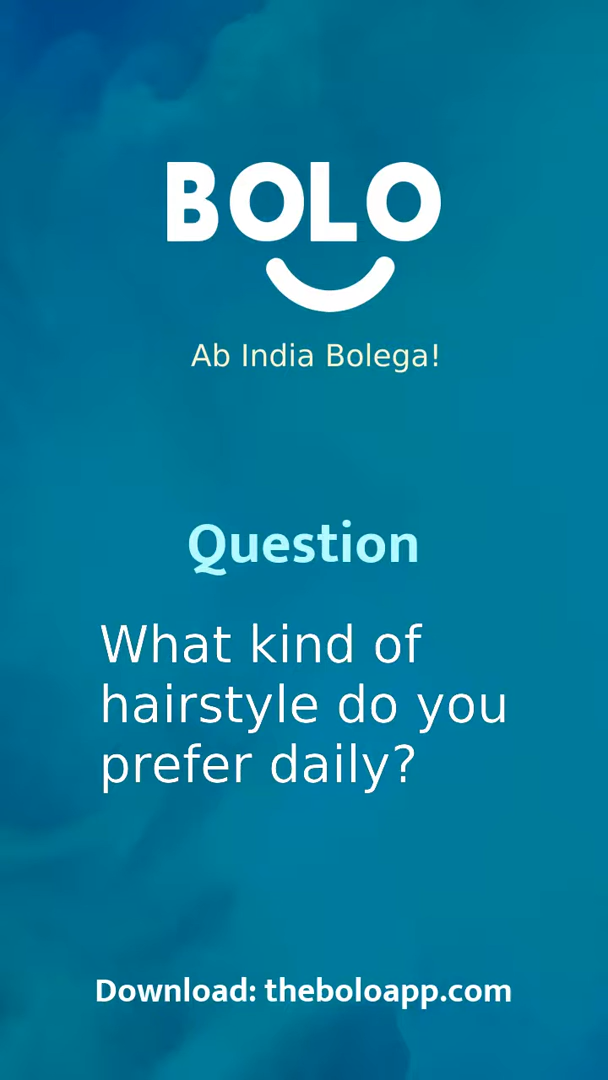 BOLO
Ab India Bolega!
Question
What kind of
hairstyle do you
prefer daily?
Download: theboloapp.com